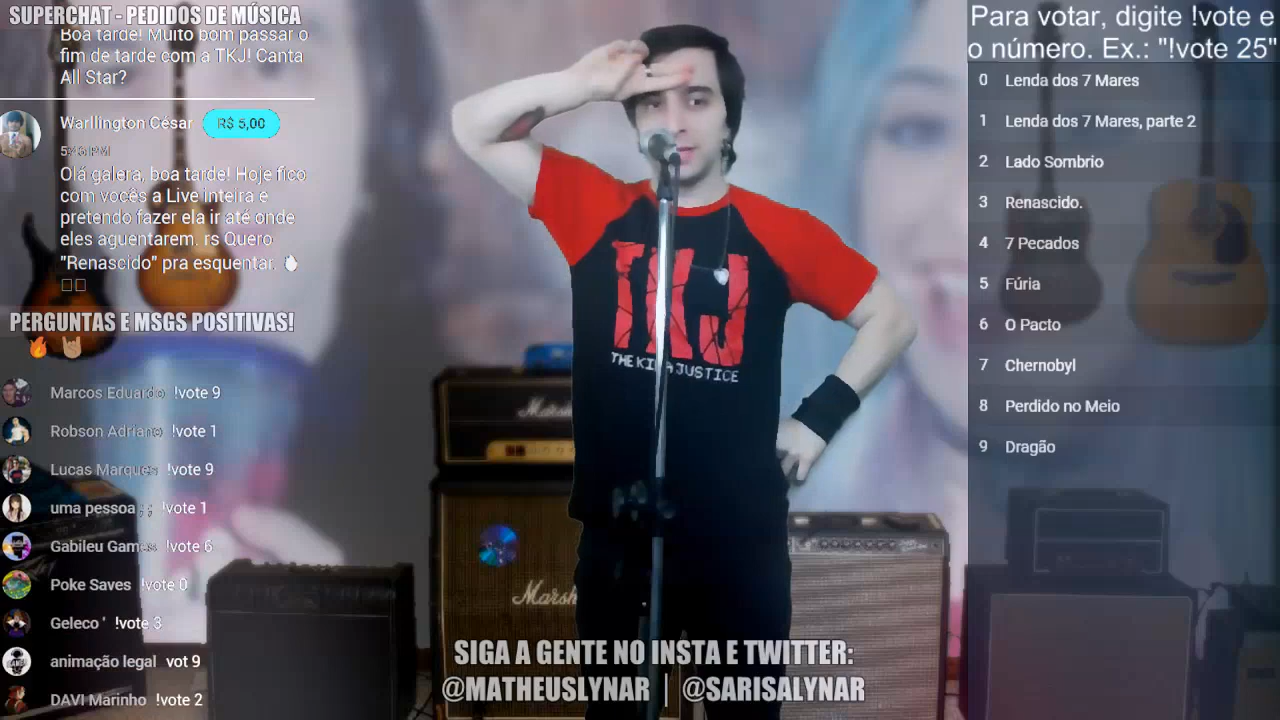 SUPERCHAT - PEDIDOS DE MÚSICA
Boa tarde! Muito bom passar o
fim de tarde com a TKJ! Canta
All Star?
Warllington César R$ 5,00
Olá galera, boa tarde! Hoje fico
com vocês a Live inteira e
pretendo fazer ela ir até onde
eles aguentarem. rs Quero
"Renascido" pra esquentar.
PERGUNTAS E MSGS POSITIVAS!
Marcos Eduardo !vote 9
Robson Adriano !vote 1
Lucas Marques !vote 9
uma pessoa ; ; !vote 1
Gabileu Games !vote 6
Poke Saves !vote 0
Geleco ' !vote 3
animação legal vot 9
DAVI Marinho !vote 2
TKJ
THE KIRA JUSTICE
Marshall
Marsh
SIGA A GENTE NO INSTA E TWITTER:
@MATHEUSLYNAR | @SARISALYNAR
Para votar, digite !vote e
o número. Ex.: "!vote 25"
0 Lenda dos 7 Mares
1 Lenda dos 7 Mares, parte 2
2 Lado Sombrio
3 Renascido.
4 7 Pecados
5 Fúria
6 O Pacto
7 Chernobyl
8 Perdido no Meio
9 Dragão